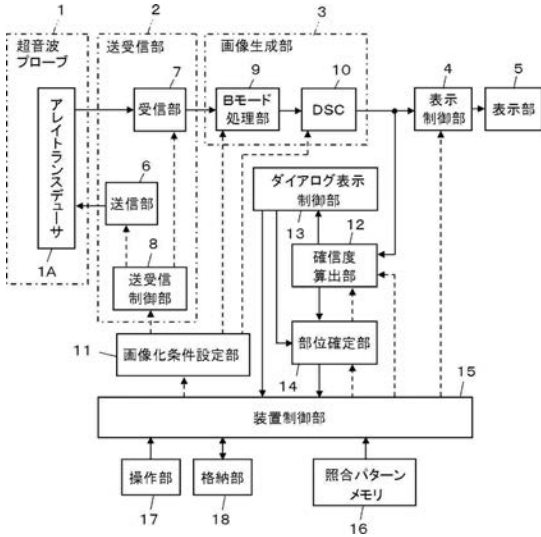 1
2
3
超音波
プローブ
送受信部
画像生成部
7
9
10
4
5
アレイトランスデューサ
受信部
Bモード
処理部
DSC
表示
制御部
表示部
6
送信部
ダイアログ表示
制御部
13
12
1A
8
送受信
制御部
確信度
算出部
11
画像化条件設定部
部位確定部
14
15
装置制御部
操作部
格納部
照合パターン
メモリ
17
18
16